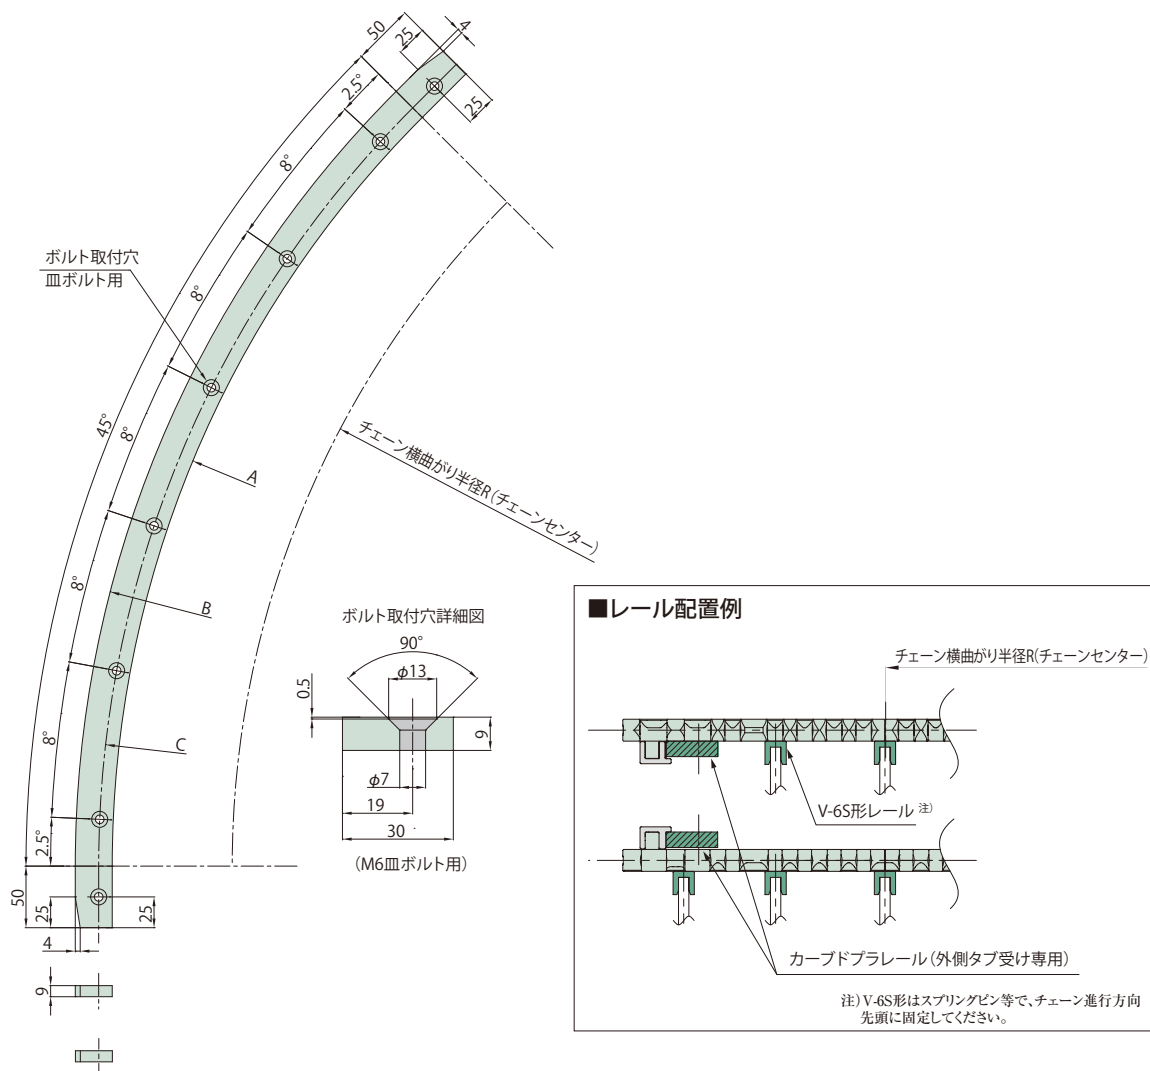 50
4
25
25
2.5°
8°
8°
8°
8°
8°
2.5°
45°
ボルト取付穴
皿ボルト用
A
B
C
チェーン横曲がり半径R(チェーンセンター)
50
25
25
4
9
ボルト取付穴詳細図
90°
φ13
0.5
9
φ7
19
30
(M6皿ボルト用)
■レール配置例
チェーン横曲がり半径R(チェーンセンター)
V-6S形レール 注)
カーブドプラレール(外側タブ受け専用)
注)V-6S形はスプリングピン等で、チェーン進行方向
先頭に固定してください。